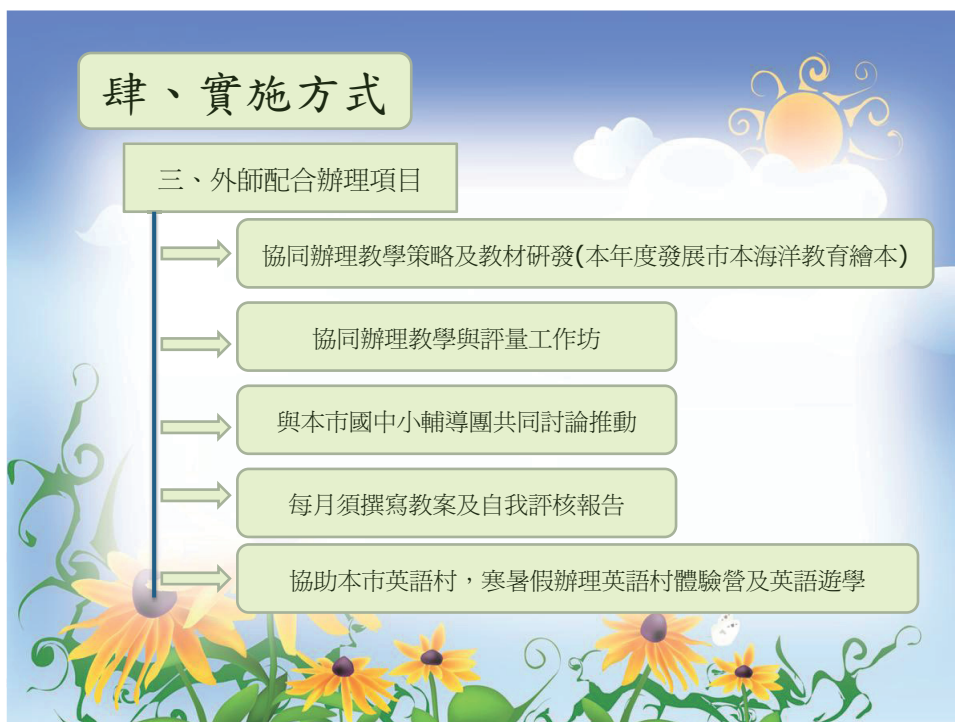 肆、實施方式
三、外師配合辦理項目
協同辦理教學策略及教材研發(本年度發展市本海洋教育繪本)
協同辦理教學與評量工作坊
與本市國中小輔導團共同討論推動
每月須撰寫教案及自我評核報告
協助本市英語村，寒暑假辦理英語村體驗營及英語遊學